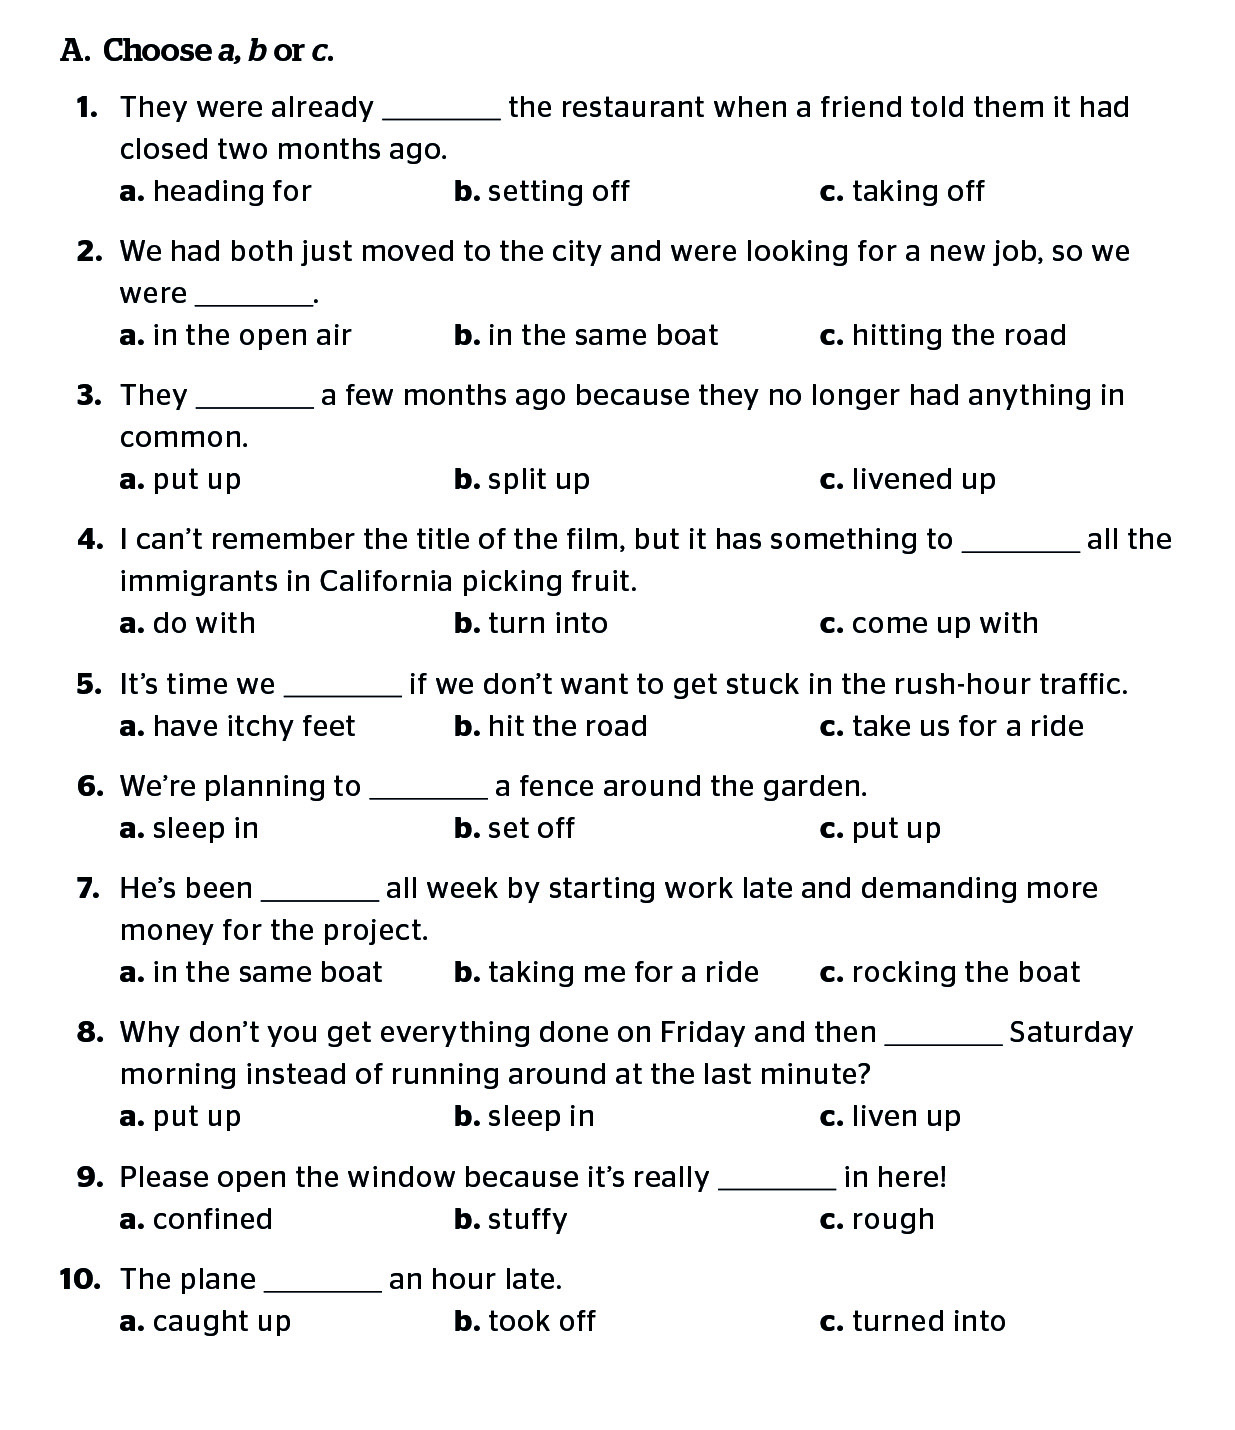 A. Choose a, b or c.
1. They were already ________ the restaurant when a friend told them it had
closed two months ago.
a. heading for b. setting off c. taking off
2. We had both just moved to the city and were looking for a new job, so we
were ________.
a. in the open air b. in the same boat c. hitting the road
3. They ________ a few months ago because they no longer had anything in
common.
a. put up b. split up c. livened up
4. I can’t remember the title of the film, but it has something to ________ all the
immigrants in California picking fruit.
a. do with b. turn into c. come up with
5. It’s time we ________ if we don’t want to get stuck in the rush-hour traffic.
a. have itchy feet b. hit the road c. take us for a ride
6. We’re planning to ________ a fence around the garden.
a. sleep in b. set off c. put up
7. He’s been ________ all week by starting work late and demanding more
money for the project.
a. in the same boat b. taking me for a ride c. rocking the boat
8. Why don’t you get everything done on Friday and then ________ Saturday
morning instead of running around at the last minute?
a. put up b. sleep in c. liven up
9. Please open the window because it’s really ________ in here!
a. confined b. stuffy c. rough
10. The plane ________ an hour late.
a. caught up b. took off c. turned into